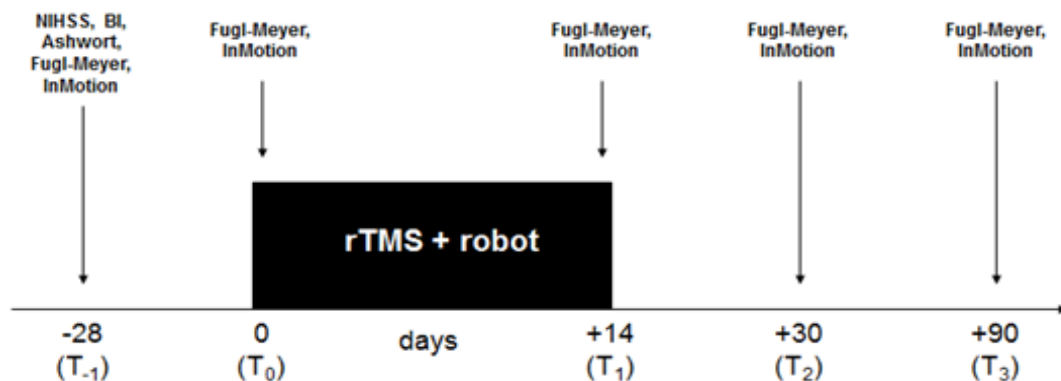 NIHSS, BI,
Ashwort,
Fugl-Meyer,
InMotion
Fugl-Meyer,
InMotion
Fugl-Meyer,
InMotion
Fugl-Meyer,
InMotion
Fugl-Meyer,
InMotion
rTMS + robot
-28
(T-1)
0
(T0)
days
+14
(T1)
+30
(T2)
+90
(T3)